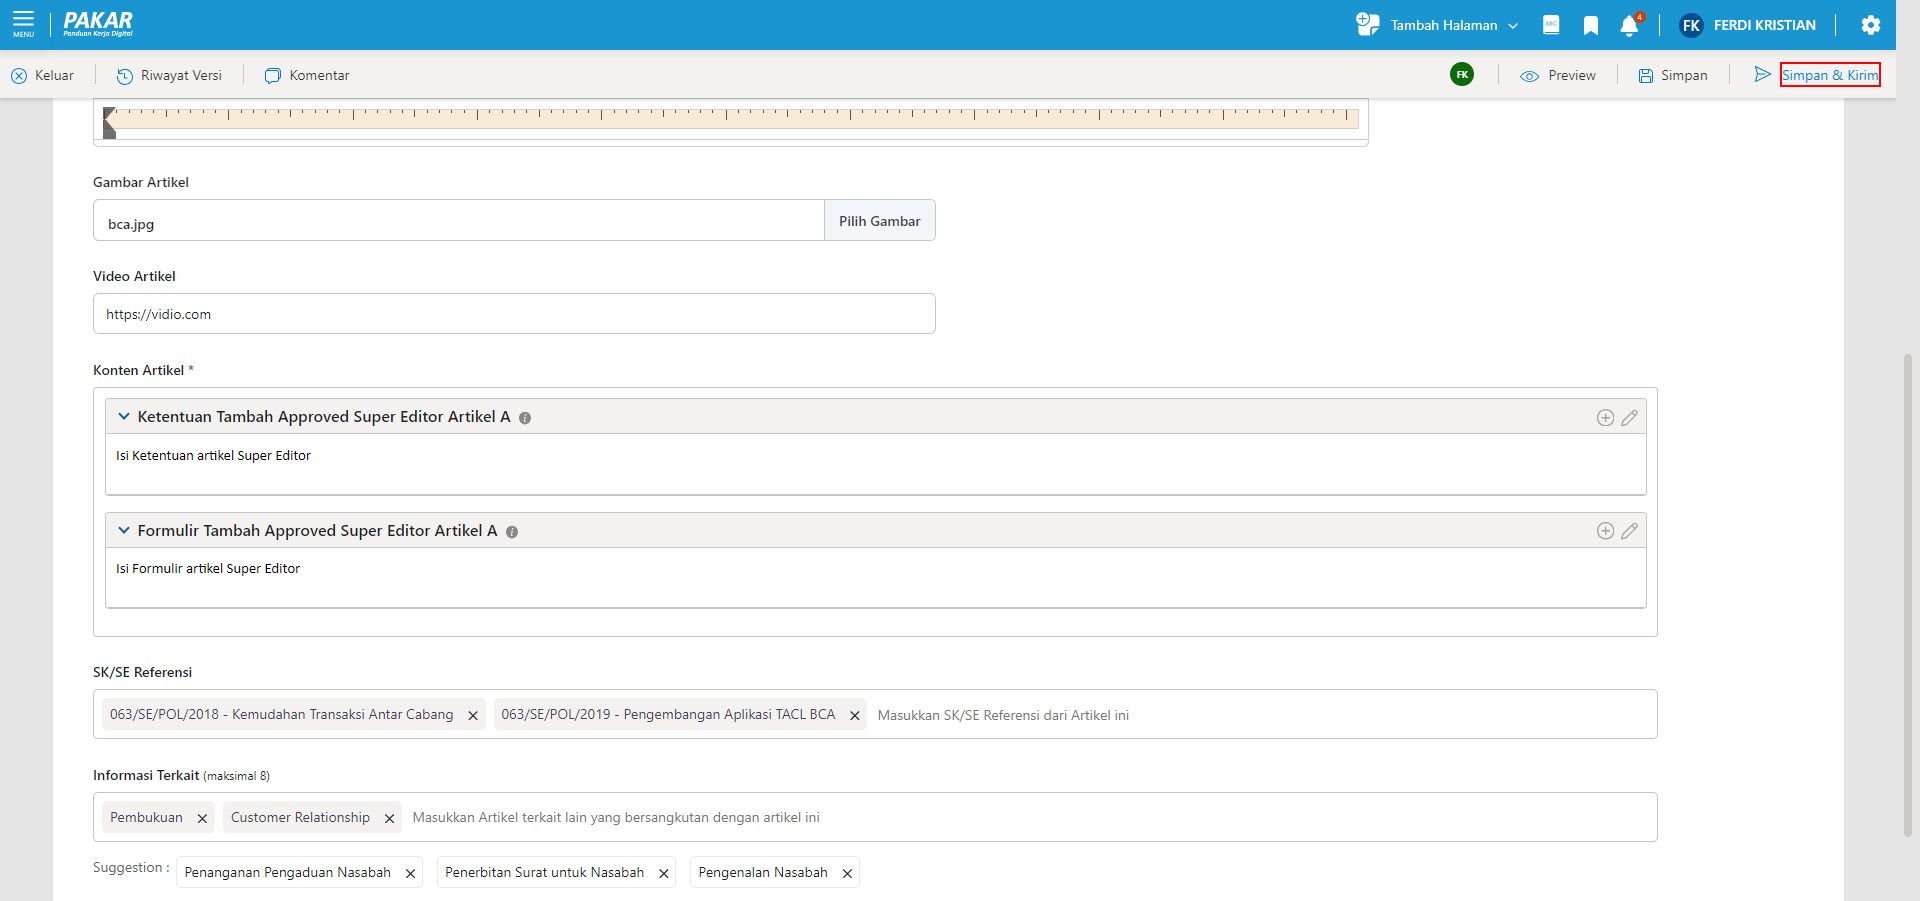 MENU
PAKAR
Panduan Kerja Digital
Tambah Halaman
ABC
4
FK
FERDI KRISTIAN
Keluar
Riwayat Versi
Komentar
FK
Preview
Simpan
Simpan & Kirim
Gambar Artikel
bca.jpg
Pilih Gambar
Video Artikel
https://vidio.com
Konten Artikel *
Ketentuan Tambah Approved Super Editor Artikel A
Isi Ketentuan artikel Super Editor
Formulir Tambah Approved Super Editor Artikel A
Isi Formulir artikel Super Editor
SK/SE Referensi
063/SE/POL/2018 - Kemudahan Transaksi Antar Cabang
063/SE/POL/2019 - Pengembangan Aplikasi TACL BCA
Masukkan SK/SE Referensi dari Artikel ini
Informasi Terkait (maksimal 8)
Pembukuan
Customer Relationship
Masukkan Artikel terkait lain yang bersangkutan dengan artikel ini
Suggestion :
Penanganan Pengaduan Nasabah
Penerbitan Surat untuk Nasabah
Pengenalan Nasabah